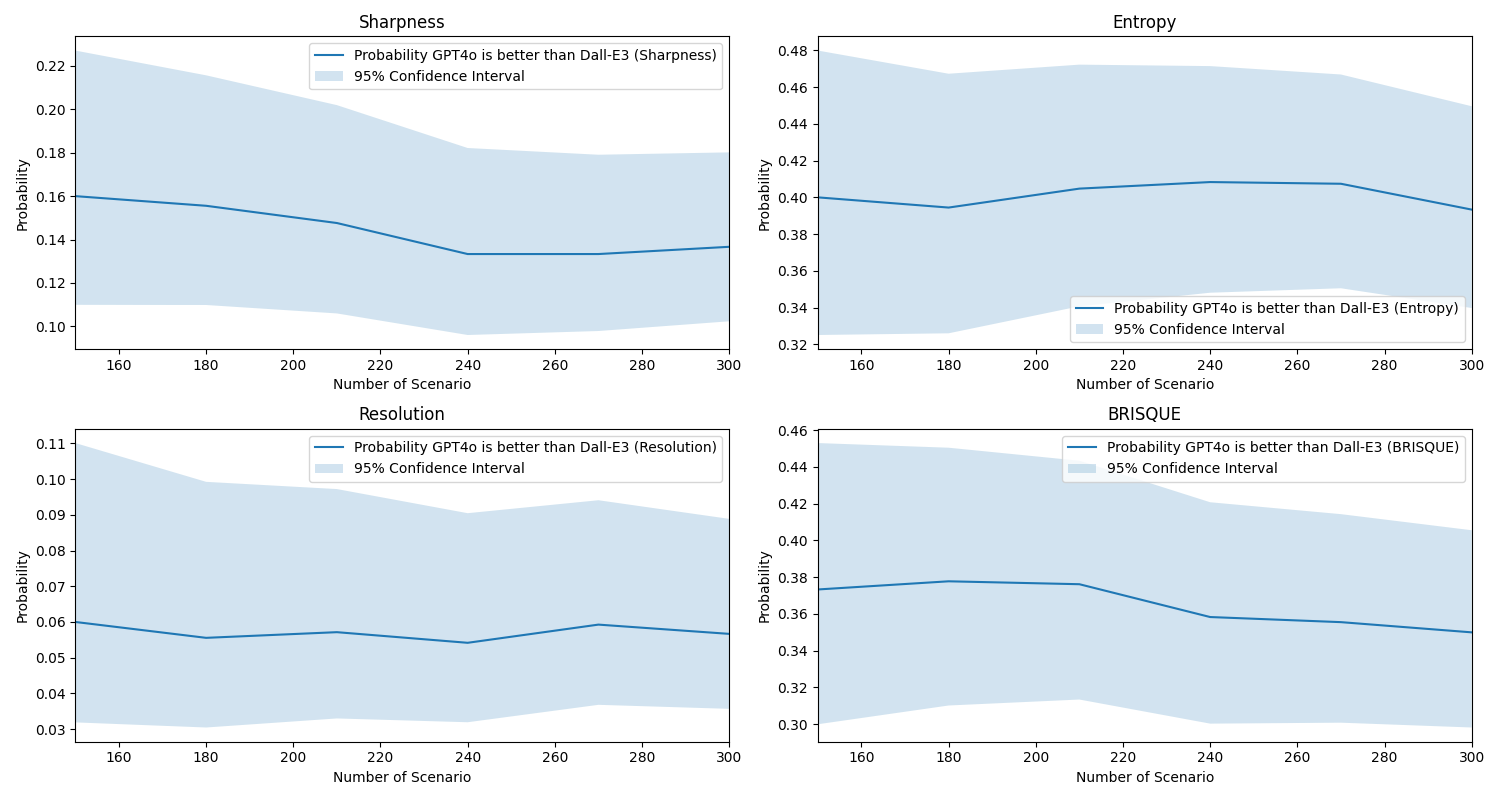 Sharpness
Probability GPT4o is better than Dall-E3 (Sharpness)
95% Confidence Interval
Probability
0.22
0.20
0.18
0.16
0.14
0.12
0.10
160 180 200 220 240 260 280 300
Number of Scenario
Entropy
Probability GPT4o is better than Dall-E3 (Entropy)
95% Confidence Interval
Probability
0.48
0.46
0.44
0.42
0.40
0.38
0.36
0.34
0.32
160 180 200 220 240 260 280 300
Number of Scenario
Resolution
Probability GPT4o is better than Dall-E3 (Resolution)
95% Confidence Interval
Probability
0.11
0.10
0.09
0.08
0.07
0.06
0.05
0.04
0.03
160 180 200 220 240 260 280 300
Number of Scenario
BRISQUE
Probability GPT4o is better than Dall-E3 (BRISQUE)
95% Confidence Interval
Probability
0.46
0.44
0.42
0.40
0.38
0.36
0.34
0.32
0.30
160 180 200 220 240 260 280 300
Number of Scenario